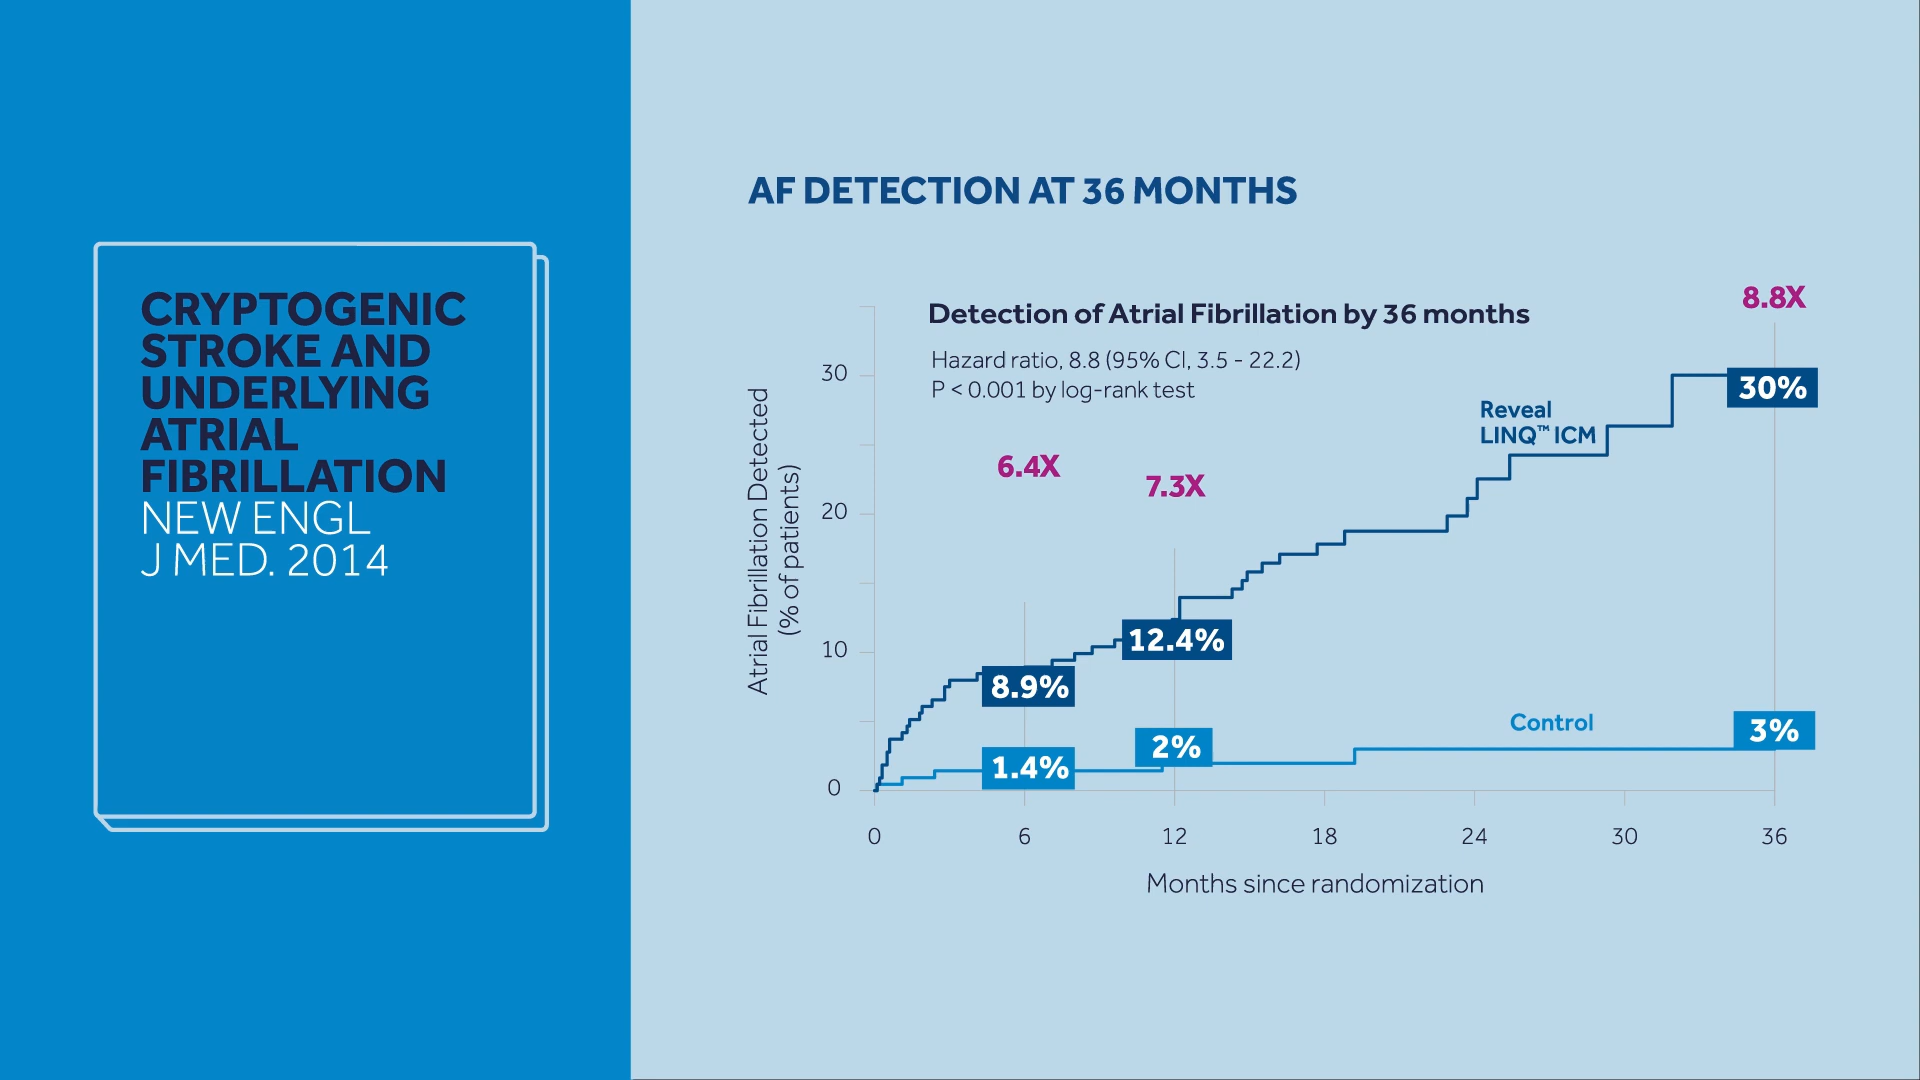 CRYPTOGENIC
STROKE AND
UNDERLYING
ATRIAL
FIBRILLATION
NEW ENGL
J MED. 2014
AF DETECTION AT 36 MONTHS
Detection of Atrial Fibrillation by 36 months
Hazard ratio, 8.8 (95% CI, 3.5 - 22.2)
P < 0.001 by log-rank test
8.8X
6.4X
7.3X
Reveal
LINQ™ ICM
30%
12.4%
8.9%
Control
3%
2%
1.4%
Atrial Fibrillation Detected
(% of patients)
30
20
10
0
0 6 12 18 24 30 36
Months since randomization